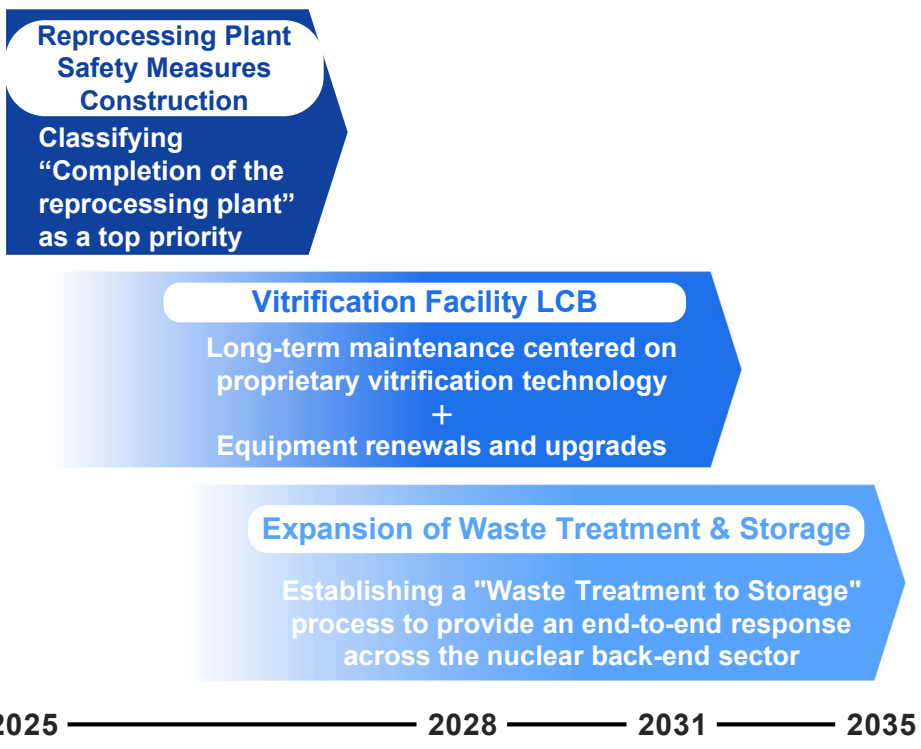 Reprocessing Plant
Safety Measures
Construction
Classifying
“Completion of the
reprocessing plant”
as a top priority
Vitrification Facility LCB
Long-term maintenance centered on
proprietary vitrification technology
+
Equipment renewals and upgrades
Expansion of Waste Treatment & Storage
Establishing a "Waste Treatment to Storage"
process to provide an end-to-end response
across the nuclear back-end sector
2025 2028 2031 2035